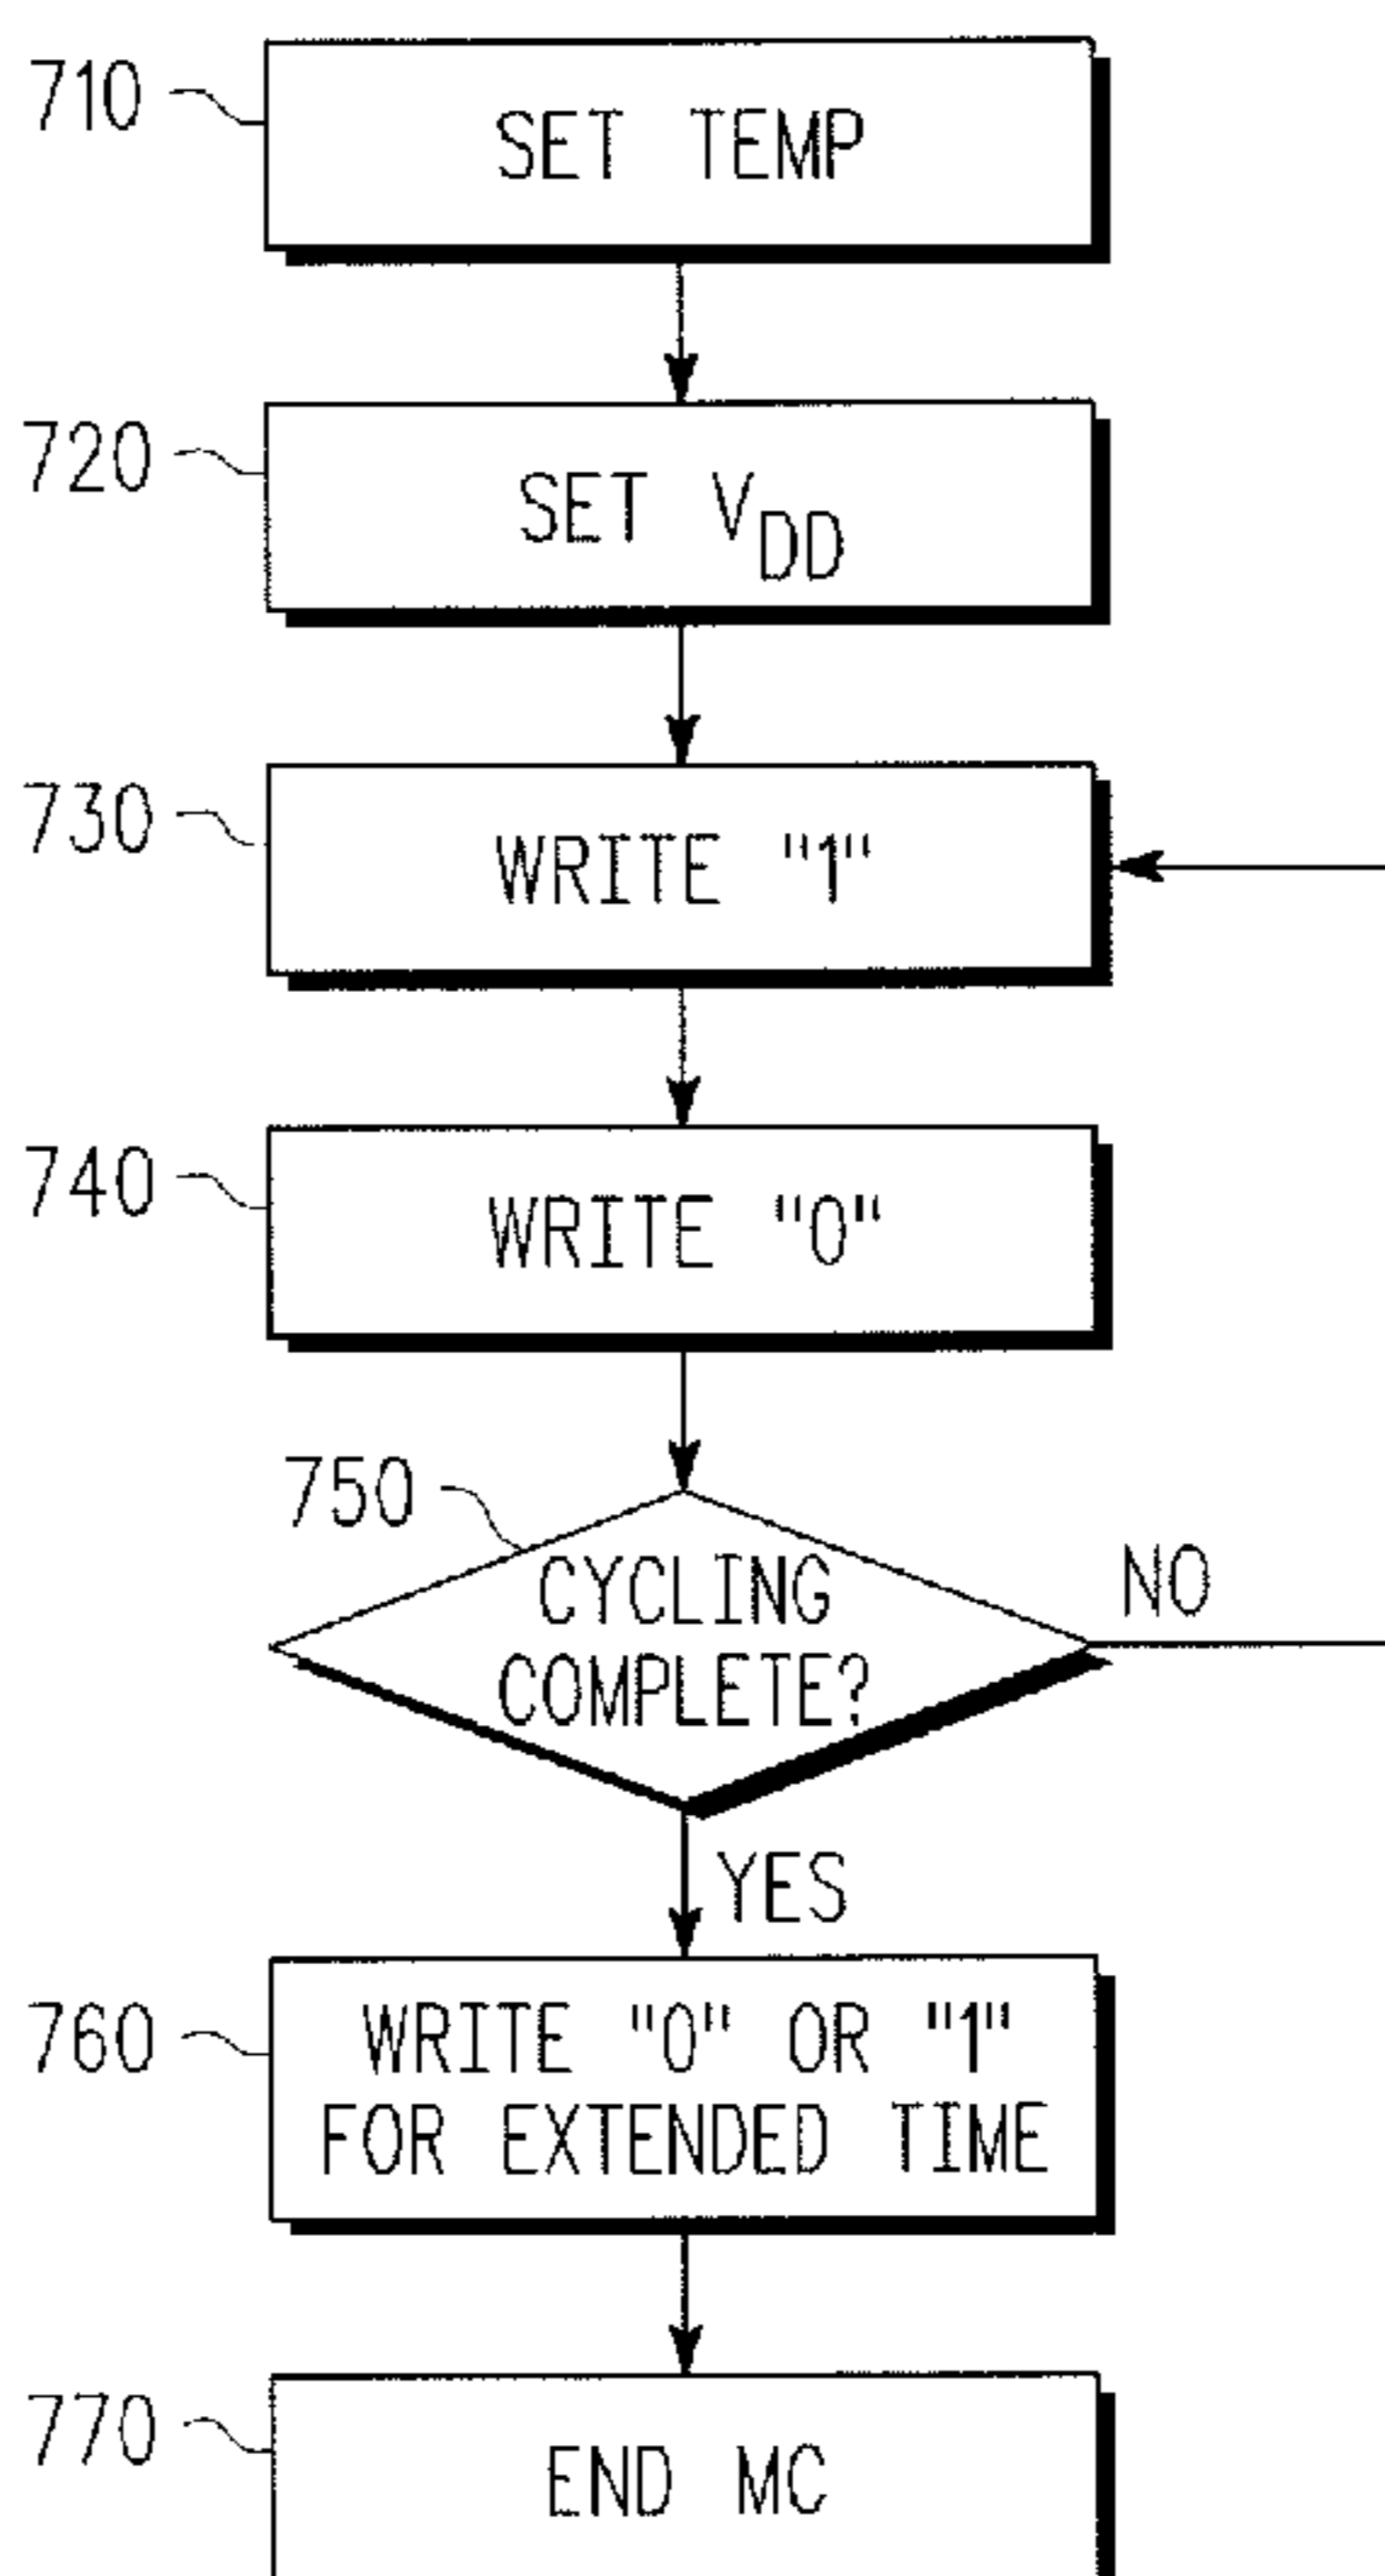 710
SET TEMP
720
SET VDD
730
WRITE "1"
740
WRITE "0"
750
CYCLING
COMPLETE?
NO
YES
760
WRITE "0" OR "1"
FOR EXTENDED TIME
770
END MC